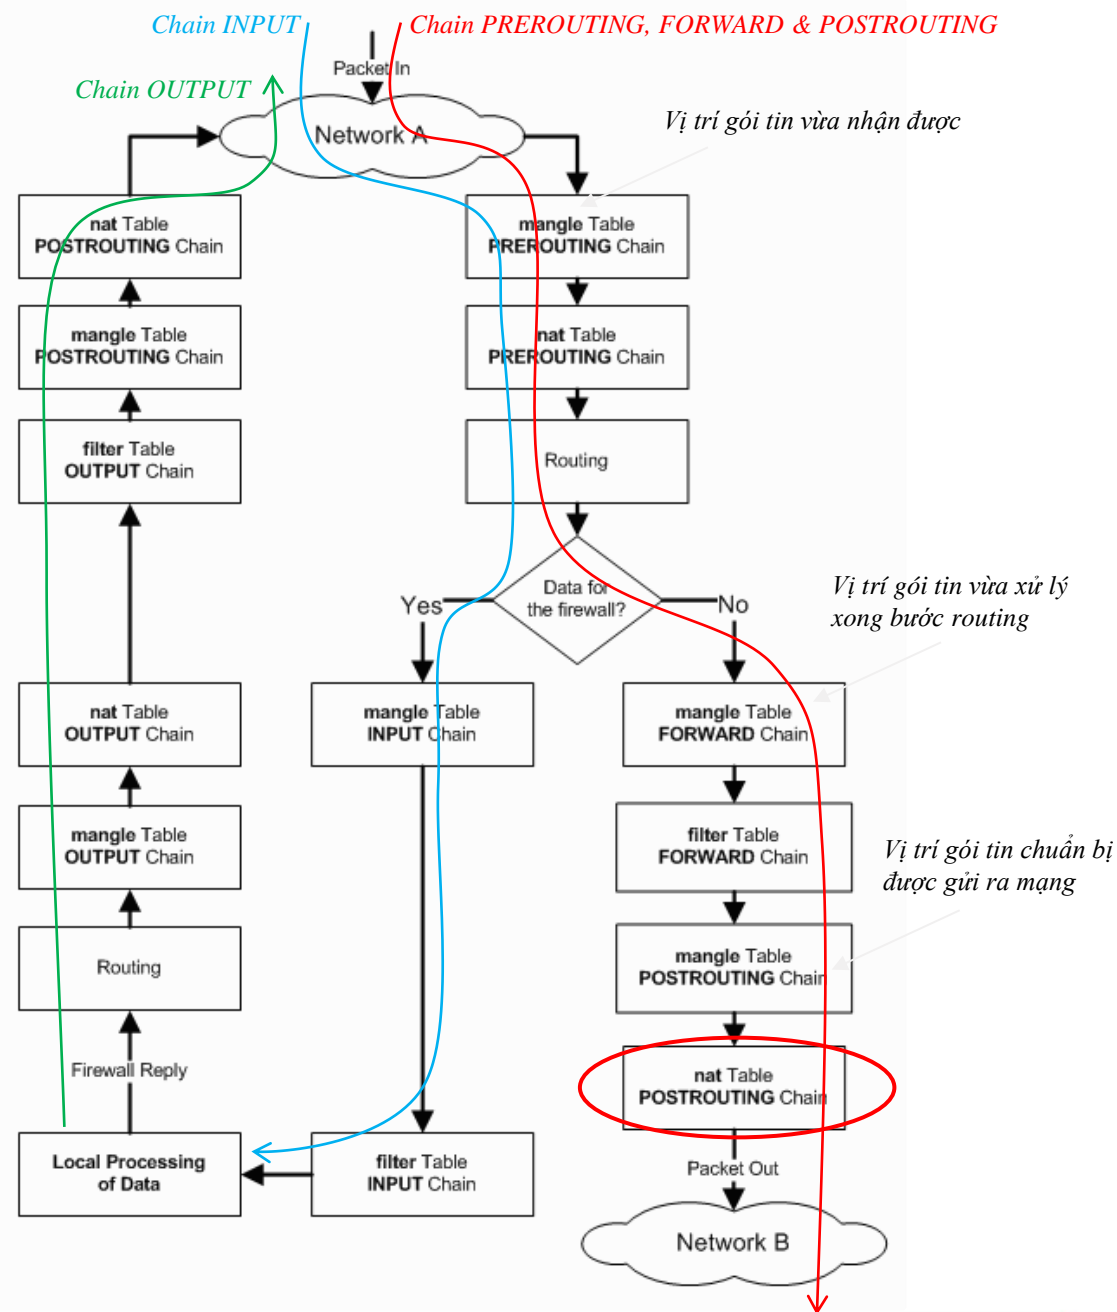 Chain INPUT
Chain PREROUTING, FORWARD & POSTROUTING
Packet In
Chain OUTPUT
Network A
Vị trí gói tin vừa nhận được
nat Table
POSTROUTING Chain
mangle Table
PREROUTING Chain
mangle Table
POSTROUTING Chain
nat Table
PREROUTING Chain
filter Table
OUTPUT Chain
Routing
Data for
the firewall?
Yes
No
Vị trí gói tin vừa xử lý
xong bước routing
nat Table
OUTPUT Chain
mangle Table
INPUT Chain
mangle Table
FORWARD Chain
mangle Table
OUTPUT Chain
filter Table
FORWARD Chain
Vị trí gói tin chuẩn bị
được gửi ra mạng
Routing
mangle Table
POSTROUTING Chain
Firewall Reply
nat Table
POSTROUTING Chain
Local Processing
of Data
filter Table
INPUT Chain
Packet Out
Network B